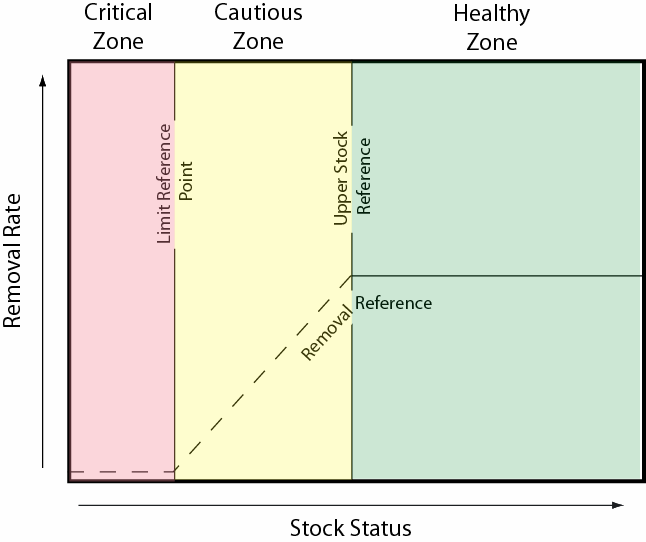 Critical
Zone
Cautious
Zone
Healthy
Zone
Removal Rate
Limit Reference
Point
Upper Stock
Reference
Removal Reference
Stock Status